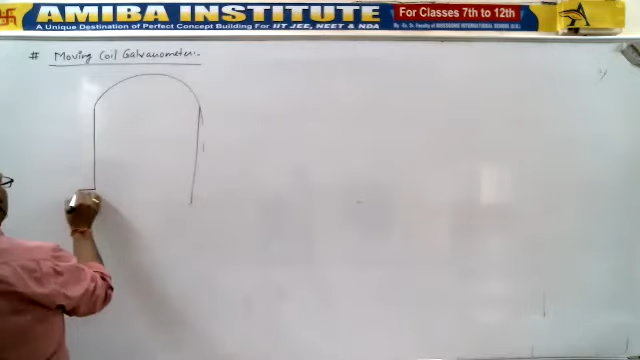 AMIBA INSTITUTE
A Unique Destination of Perfect Concept Building For IIT JEE, NEET & NDA
For Classes 7th to 12th
# Moving Coil Galvanometer:-